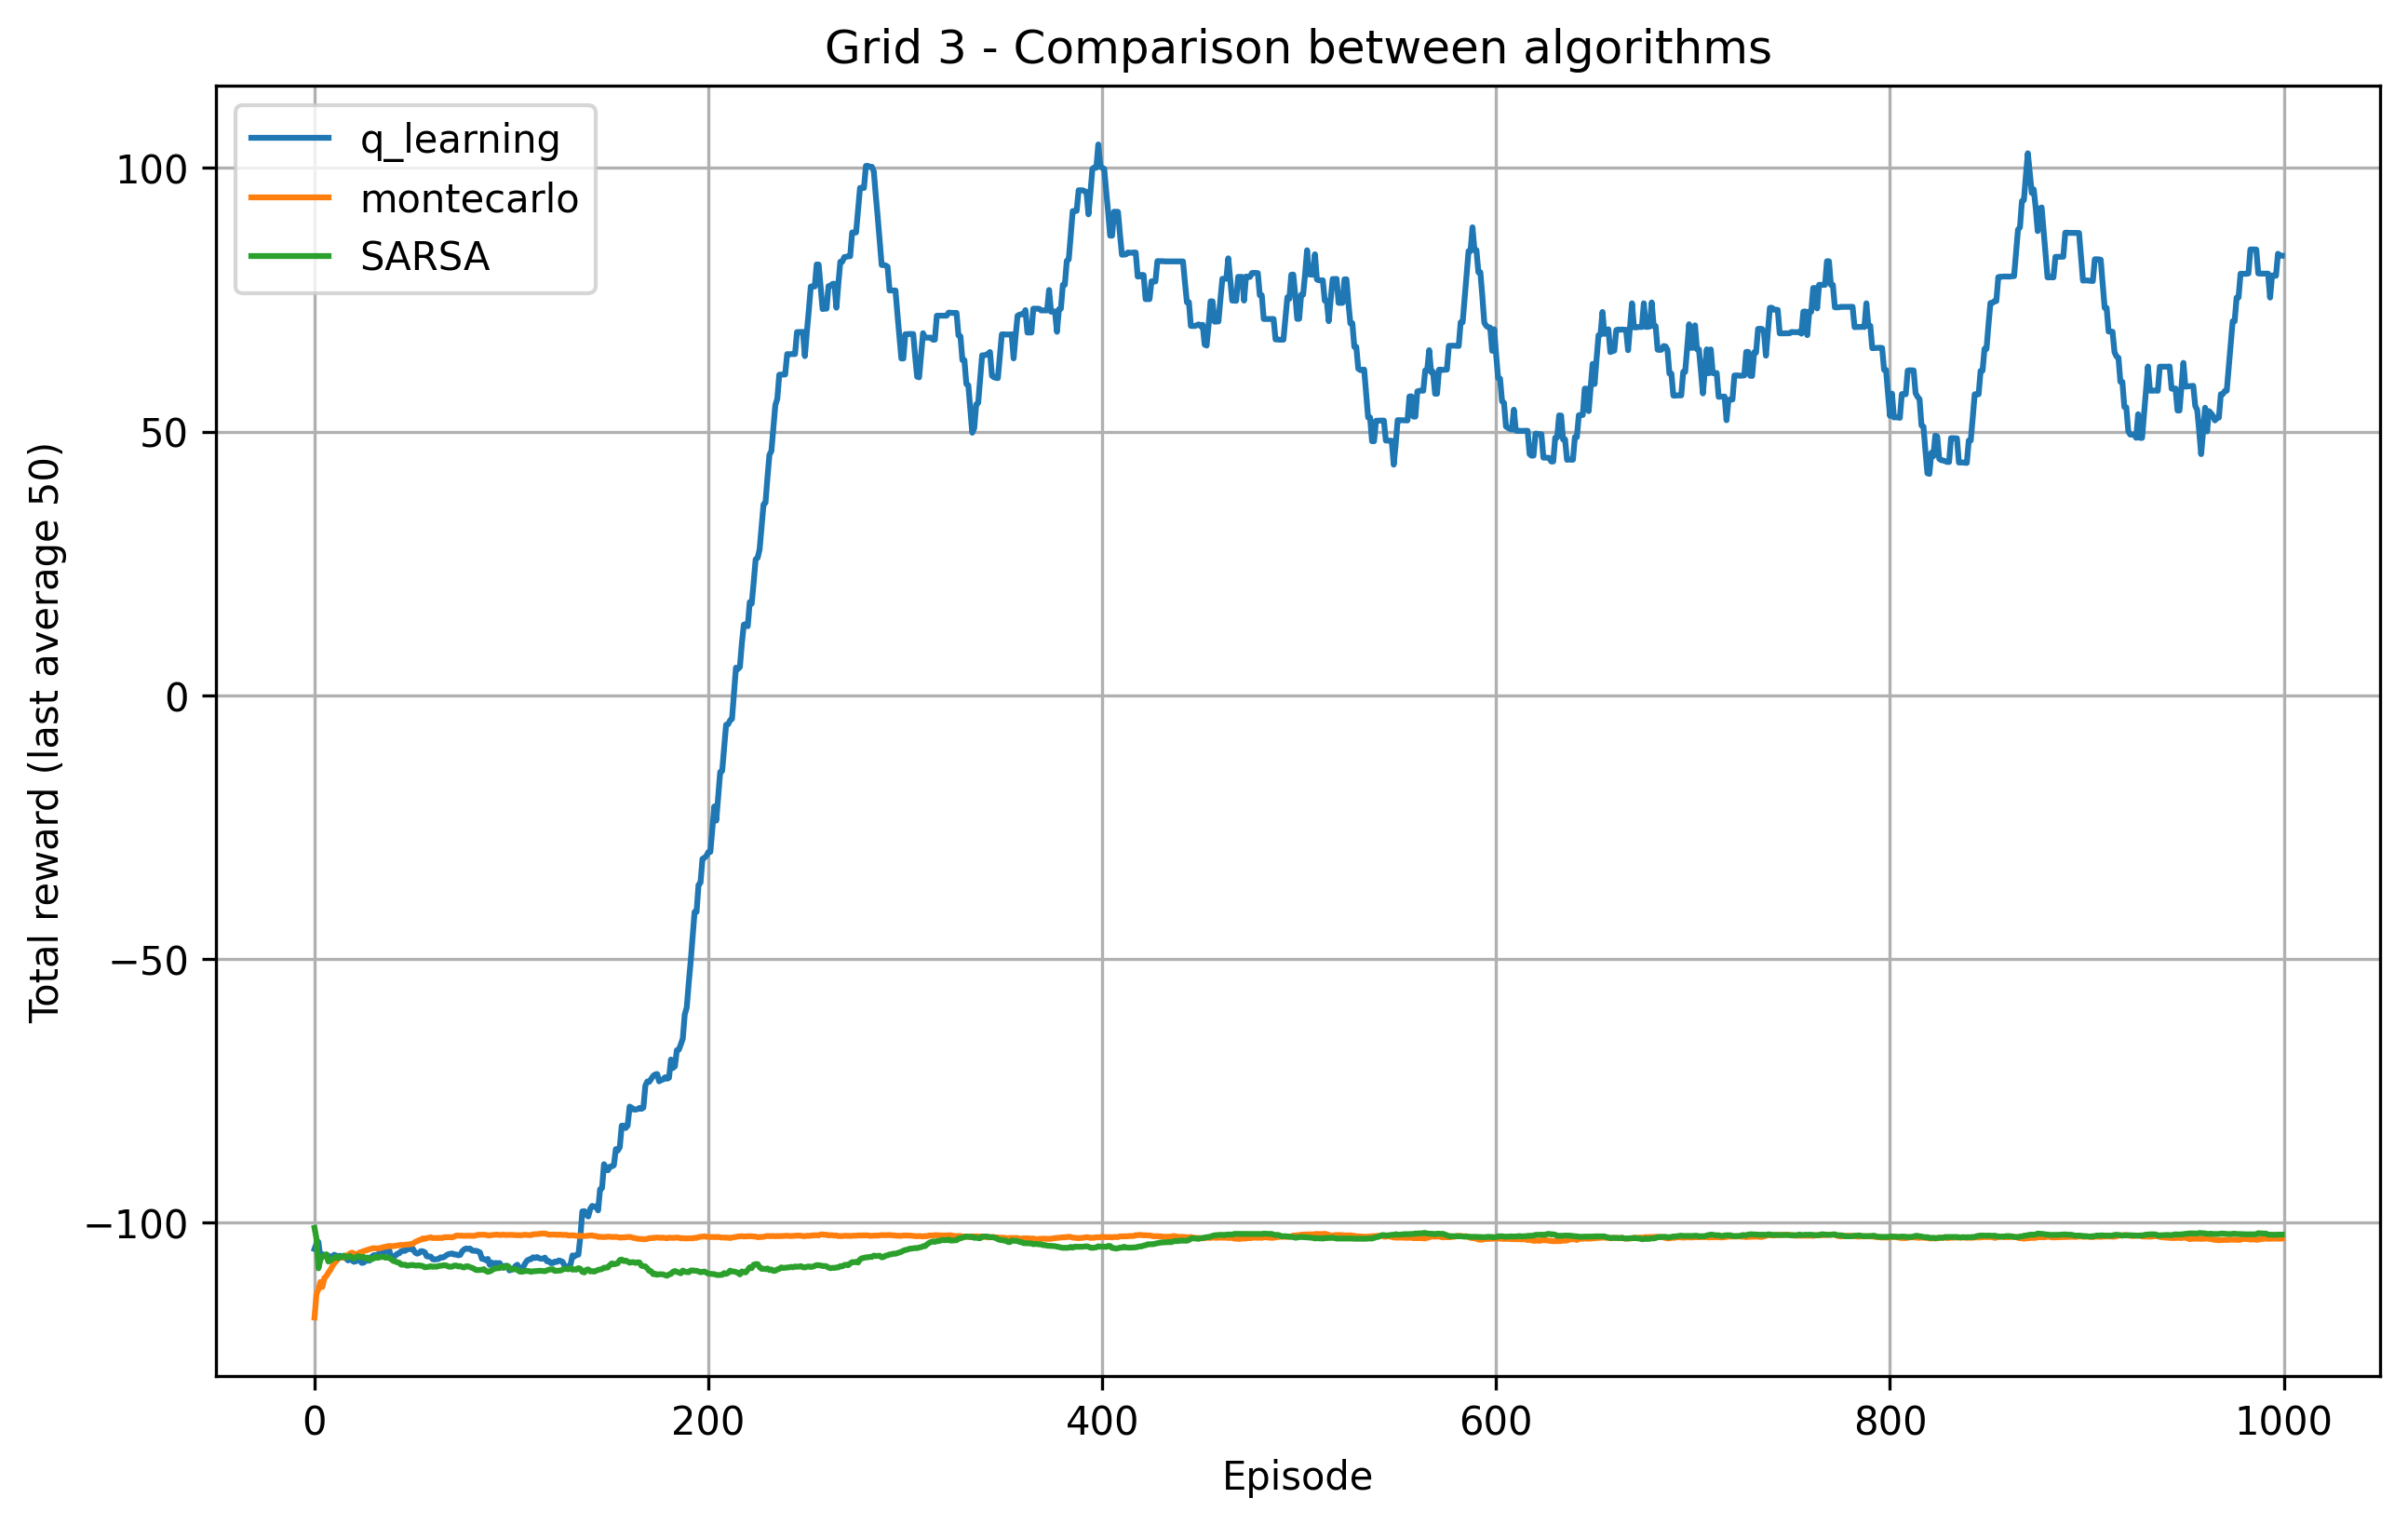 Grid 3 - Comparison between algorithms
q_learning
montecarlo
SARSA
100
50
0
−50
−100
Total reward (last average 50)
0
200
400
600
800
1000
Episode